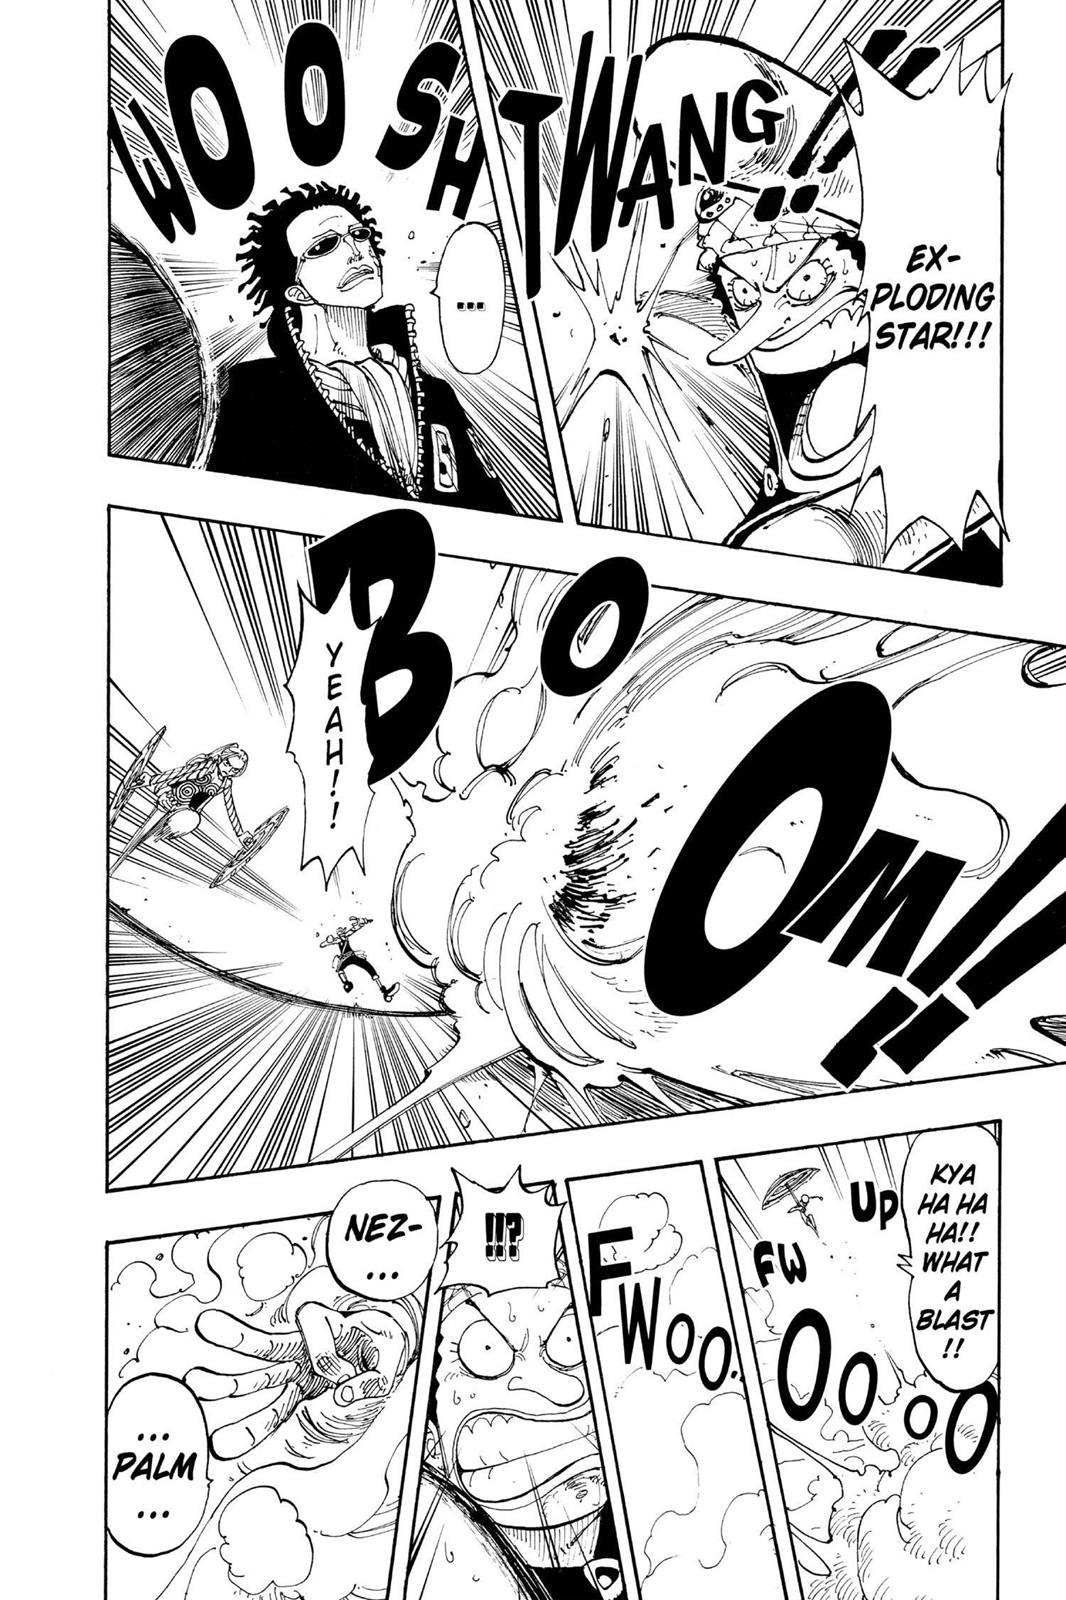 TWANG!!
EX-
PLODING
STAR!!!
WOOSH
...
BOOM!!
YEAH!!
KYA
HA HA HA
HA!!
WHAT
A
BLAST
!!
UP
FW
OOOO
FWOO..
!!?
NEZ-
...
...
PALM
...